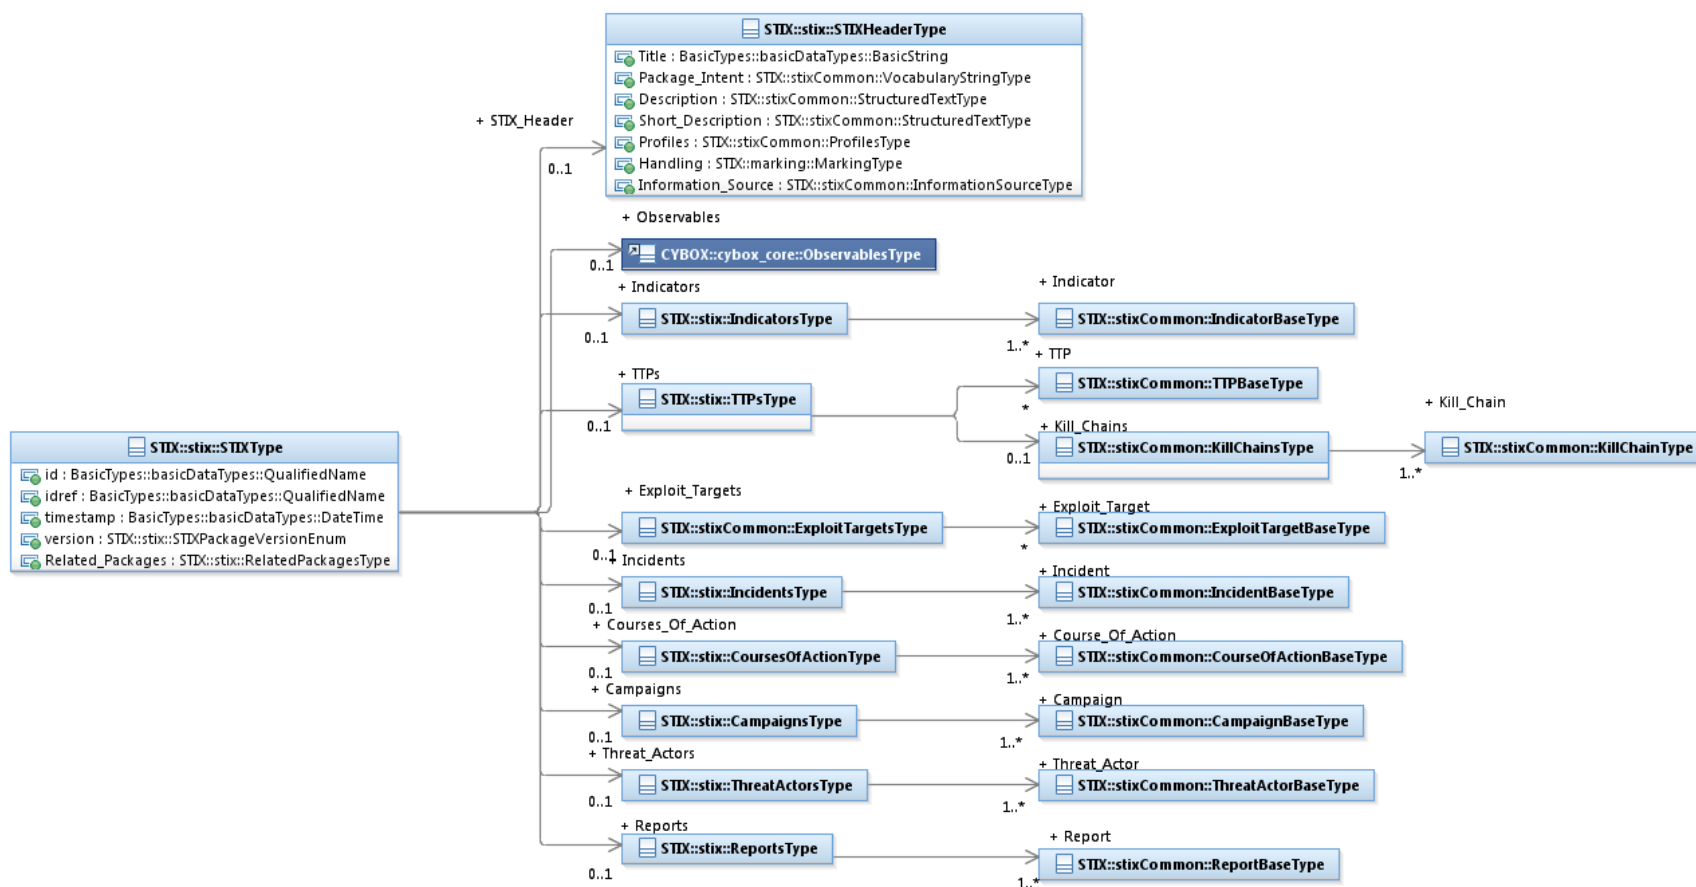 STIX::stix::STIXHeaderType
Title : BasicTypes::basicDataTypes::BasicString
Package_Intent : STIX::stixCommon::VocabularyStringType
Description : STIX::stixCommon::StructuredTextType
Short_Description : STIX::stixCommon::StructuredTextType
Profiles : STIX::stixCommon::ProfilesType
Handling : STIX::marking::MarkingType
Information_Source : STIX::stixCommon::InformationSourceType
+ STIX_Header
0..1
+ Observables
CYBOX::cybox_core::ObservablesType
0..1
+ Indicators
STIX::stix::IndicatorsType
0..1
+ Indicator
STIX::stixCommon::IndicatorBaseType
1..*
+ TTPs
STIX::stix::TTPsType
0..1
+ TTP
STIX::stixCommon::TTPBaseType
*
+ Kill_Chains
STIX::stixCommon::KillChainsType
0..1
+ Kill_Chain
STIX::stixCommon::KillChainType
1..*
STIX::stix::STIXType
id : BasicTypes::basicDataTypes::QualifiedName
idref : BasicTypes::basicDataTypes::QualifiedName
timestamp : BasicTypes::basicDataTypes::DateTime
version : STIX::stix::STIXPackageVersionEnum
Related_Packages : STIX::stix::RelatedPackagesType
+ Exploit_Targets
STIX::stixCommon::ExploitTargetsType
0..1
+ Exploit_Target
STIX::stixCommon::ExploitTargetBaseType
*
+ Incidents
STIX::stix::IncidentsType
0..1
+ Incident
STIX::stixCommon::IncidentBaseType
1..*
+ Courses_Of_Action
STIX::stix::CoursesOfActionType
0..1
+ Course_Of_Action
STIX::stixCommon::CourseOfActionBaseType
1..*
+ Campaigns
STIX::stix::CampaignsType
0..1
+ Campaign
STIX::stixCommon::CampaignBaseType
1..*
+ Threat_Actors
STIX::stix::ThreatActorsType
0..1
+ Threat_Actor
STIX::stixCommon::ThreatActorBaseType
1..*
+ Reports
STIX::stix::ReportsType
0..1
+ Report
STIX::stixCommon::ReportBaseType
1..*